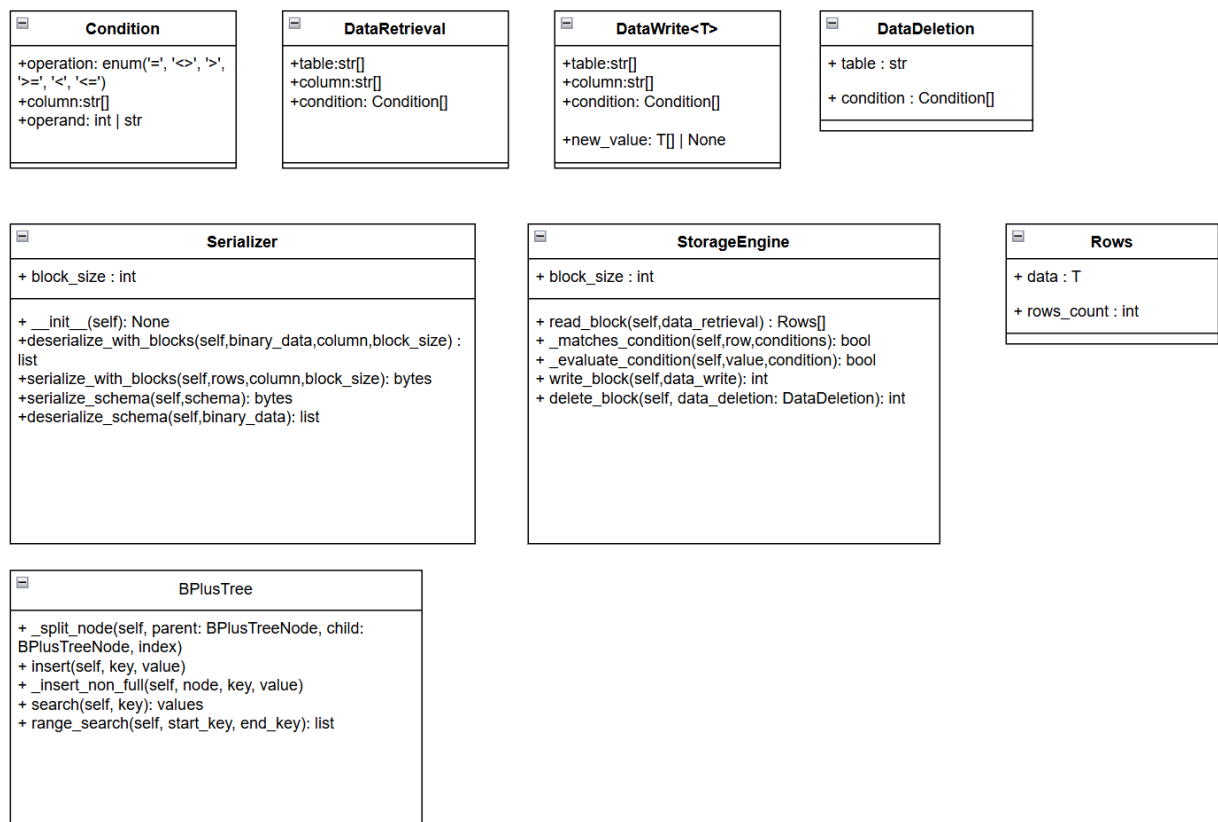 Condition
+operation: enum('=', '<>', '>',
'>=', '<', '<=')
+column:str[]
+operand: int | str
DataRetrieval
+table:str[]
+column:str[]
+condition: Condition[]
DataWrite<T>
+table:str[]
+column:str[]
+condition: Condition[]
+new_value: T[] | None
DataDeletion
+ table : str
+ condition : Condition[]
Serializer
+ block_size : int
+ __init__(self): None
+deserialize_with_blocks(self,binary_data,column,block_size) :
list
+serialize_with_blocks(self,rows,column,block_size): bytes
+serialize_schema(self,schema): bytes
+deserialize_schema(self,binary_data): list
StorageEngine
+ block_size : int
+ read_block(self,data_retrieval) : Rows[]
+ _matches_condition(self,row,conditions): bool
+ _evaluate_condition(self,value,condition): bool
+ write_block(self,data_write): int
+ delete_block(self, data_deletion: DataDeletion): int
Rows
+ data : T
+ rows_count : int
BPlusTree
+ _split_node(self, parent: BPlusTreeNode, child:
BPlusTreeNode, index)
+ insert(self, key, value)
+ _insert_non_full(self, node, key, value)
+ search(self, key): values
+ range_search(self, start_key, end_key): list